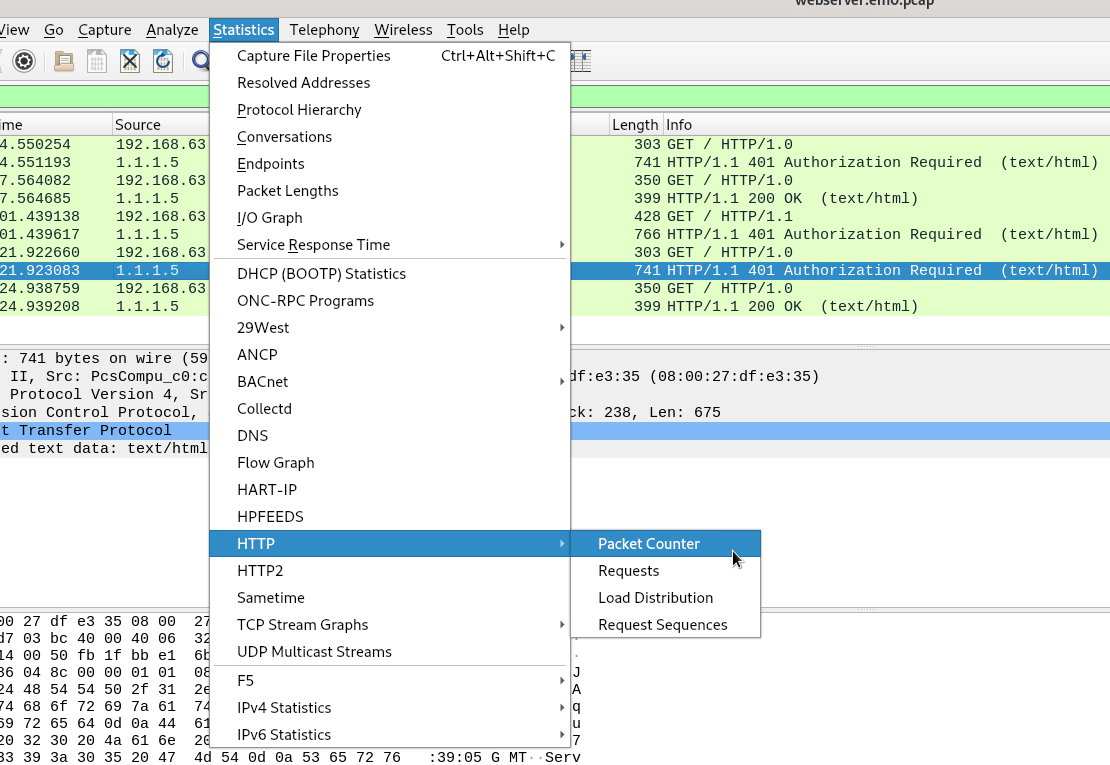 webserver.em0.pcap
View Go Capture Analyze Statistics Telephony Wireless Tools Help
Capture File Properties Ctrl+Alt+Shift+C
Resolved Addresses
Protocol Hierarchy
Conversations
Endpoints
Packet Lengths
I/O Graph
Service Response Time
DHCP (BOOTP) Statistics
ONC-RPC Programs
29West
ANCP
BACnet
Collectd
DNS
Flow Graph
HART-IP
HPFEEDS
HTTP
HTTP2
Sametime
TCP Stream Graphs
UDP Multicast Streams
F5
IPv4 Statistics
IPv6 Statistics
Packet Counter
Requests
Load Distribution
Request Sequences
ime Source Length Info
4.550254 192.168.63 303 GET / HTTP/1.0
4.551193 1.1.1.5 741 HTTP/1.1 401 Authorization Required (text/html)
7.564082 192.168.63 350 GET / HTTP/1.0
7.564685 1.1.1.5 399 HTTP/1.1 200 OK (text/html)
01.439138 192.168.63 428 GET / HTTP/1.1
01.439617 1.1.1.5 766 HTTP/1.1 401 Authorization Required (text/html)
21.922660 192.168.63 303 GET / HTTP/1.0
21.923083 1.1.1.5 741 HTTP/1.1 401 Authorization Required (text/html)
24.938759 192.168.63 350 GET / HTTP/1.0
24.939208 1.1.1.5 399 HTTP/1.1 200 OK (text/html)
: 741 bytes on wire (59
II, Src: PcsCompu_c0:c df:e3:35 (08:00:27:df:e3:35)
Protocol Version 4, Sr
sion Control Protocol, ck: 238, Len: 675
t Transfer Protocol
ed text data: text/html
00 27 df e3 35 08 00 27
d7 03 bc 40 00 40 06 32
14 00 50 fb 1f bb e1 6b
86 04 8c 00 00 01 01 08 J
24 48 54 54 50 2f 31 2e A
74 68 6f 72 69 7a 61 74 q
69 72 65 64 0d 0a 44 61 u
20 32 30 20 4a 61 6e 20 7
33 39 3a 30 35 20 47 4d 54 0d 0a 53 65 72 76 :39:05 G MT··Serv